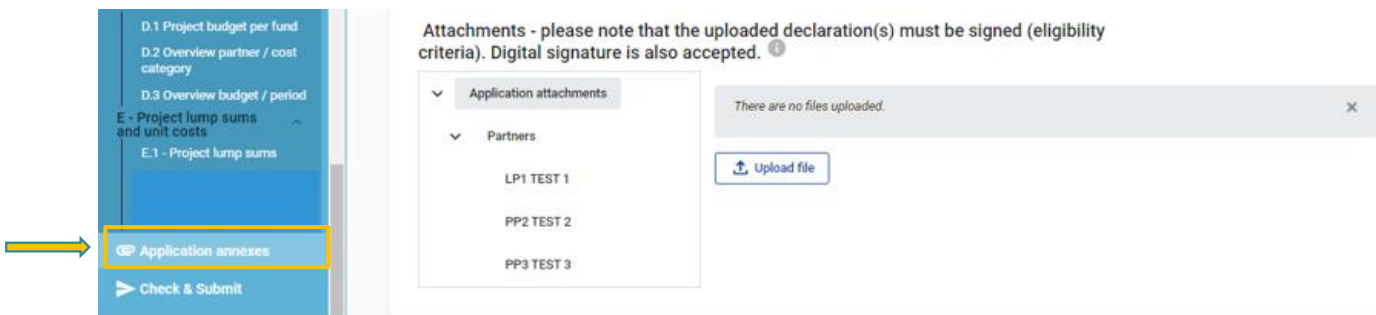 D.1 Project budget per fund
D.2 Overview partner / cost
category
D.3 Overview budget / period
E - Project lump sums
and unit costs
E.1 - Project lump sums
Application annexes
Check & Submit
Attachments - please note that the uploaded declaration(s) must be signed (eligibility
criteria). Digital signature is also accepted.
Application attachments
Partners
LP1 TEST 1
PP2 TEST 2
PP3 TEST 3
There are no files uploaded.
Upload file